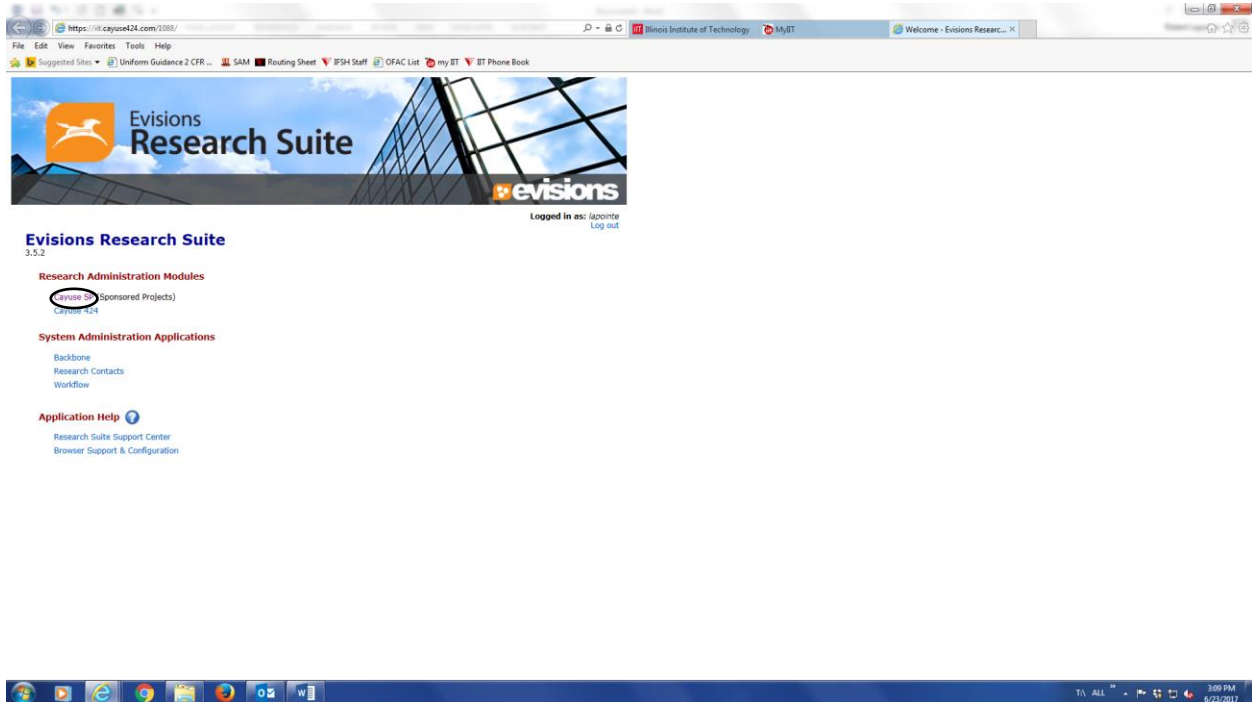 https://iit.cayuse424.com/1088/
Illinois Institute of Technology
MyIIT
Welcome - Evisions Researc...
File Edit View Favorites Tools Help
Suggested Sites
Uniform Guidance 2 CFR ...
SAM
Routing Sheet
IFSH Staff
OFAC List
my IIT
IIT Phone Book
Evisions
Research Suite
evisions
Logged in as: lapointe
Log out
Evisions Research Suite
3.5.2
Research Administration Modules
Cayuse SP (Sponsored Projects)
Cayuse 424
System Administration Applications
Backbone
Research Contacts
Workflow
Application Help
Research Suite Support Center
Browser Support & Configuration
ALL
3:09 PM
6/23/2017